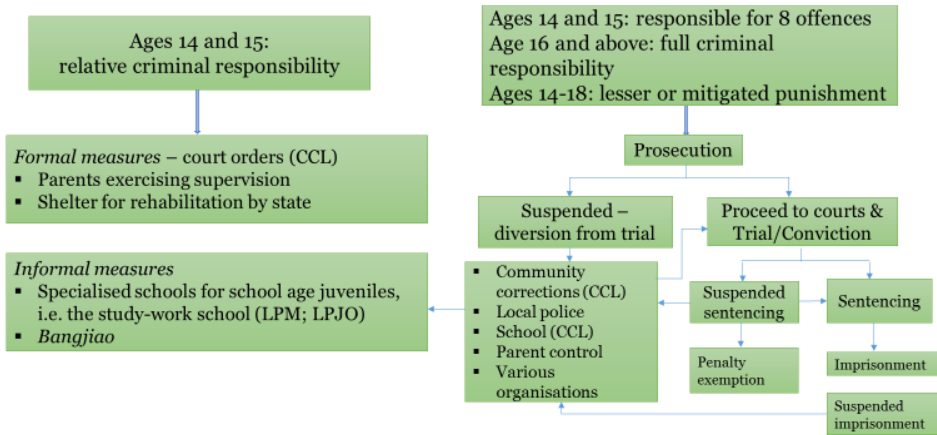 Ages 14 and 15:
relative criminal responsibility
Formal measures – court orders (CCL)
▪ Parents exercising supervision
▪ Shelter for rehabilitation by state
Informal measures
▪ Specialised schools for school age juveniles,
i.e. the study-work school (LPM; LPJO)
▪ Bangjiao
Ages 14 and 15: responsible for 8 offences
Age 16 and above: full criminal
responsibility
Ages 14-18: lesser or mitigated punishment
Prosecution
Suspended –
diversion from trial
Proceed to courts &
Trial/Conviction
▪ Community
corrections (CCL)
▪ Local police
▪ School (CCL)
▪ Parent control
▪ Various
organisations
Suspended
sentencing
Sentencing
Penalty
exemption
Imprisonment
Suspended
imprisonment